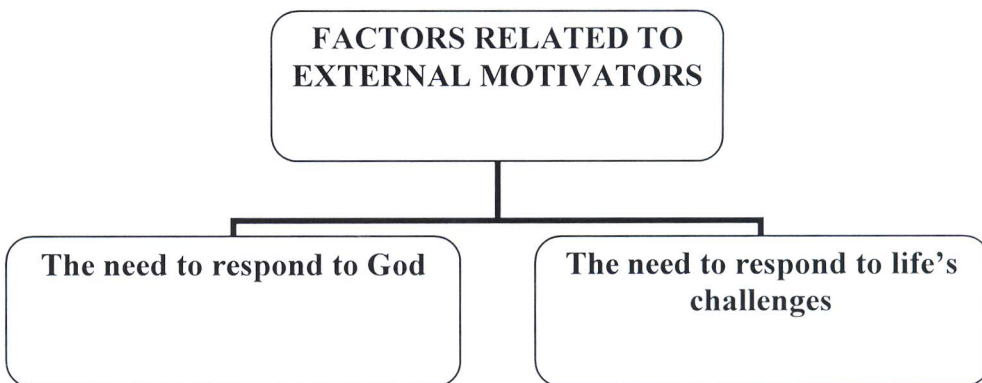 FACTORS RELATED TO
EXTERNAL MOTIVATORS
The need to respond to God
The need to respond to life’s
challenges